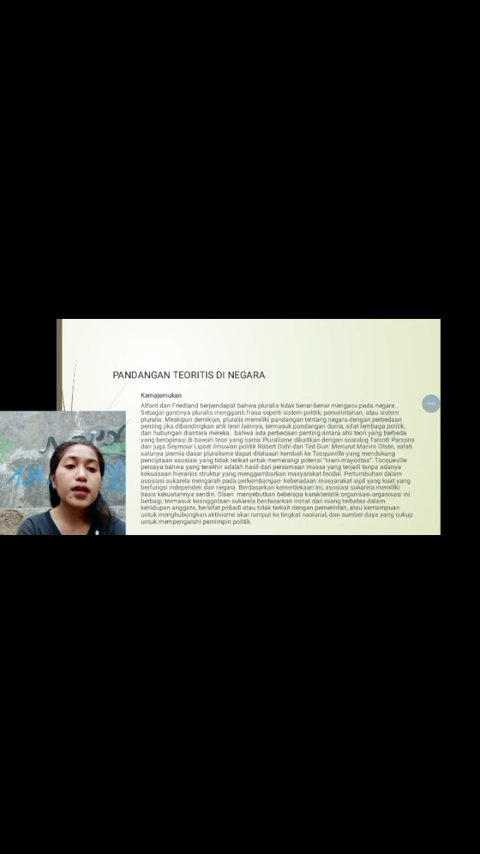 PANDANGAN TEORITIS DI NEGARA
Kamajemukan
Alford dan Friedland berpendapat bahwa pluralis tidak benar-benar mengacu pada negara .
Sebagai gantinya pluralis mengganti frasa seperti sistem politik, pemerintahan, atau sistem
pluralis. Meskipun demikian, pluralis memiliki pandangan tentang negara dengan perbedaan
penting jika dibandingkan ahli teori lainnya, termasuk pandangan dunia, sifat lembaga politik,
dan hubungan diantara mereka. bahwa ada perbedaan penting antara ahli teori yang berbeda
yang beroperasi di bawah teori yang sama Pluralisme dikaitkan dengan sosiolog Talcott Parsons
dan juga Seymour Lipset ilmuwan politik Robert Dahl dan Ted Gurr. Menurut Marvin Olsen, salah
satunya premis dasar pluralisme dapat ditelusuri kembali ke Tocqueville yang mendukung
penciptaan asosiasi yang tidak terikat untuk memerangi potensi "tirani mayoritas". Tocqueville
percaya bahwa yang terakhir adalah hasil dari persamaan massa yang terjadi tanpa adanya
kekuasaan hierarkis struktur yang menggambarkan masyarakat feodal. Pertumbuhan dalam
asosiasi sukarela mengarah pada perkembangan- keberadaan masyarakat sipil yang kuat yang
berfungsi independen dari negara. Berdasarkan kemerdekaan ini, asosiasi sukarela memiliki
basis kekuatannya sendiri. Olsen menyebutkan beberapa karakteristik organisasi-organisasi ini
berbagi, termasuk keanggotaan sukarela berdasarkan minat dan ruang terbatas dalam
kehidupan anggota, bersifat pribadi atau tidak terkait dengan pemerintah, atau kemampuan
untuk menghubungkan aktivisme akar rumput ke tingkat nasional, dan sumber daya yang cukup
untuk mempengaruhi pemimpin politik.